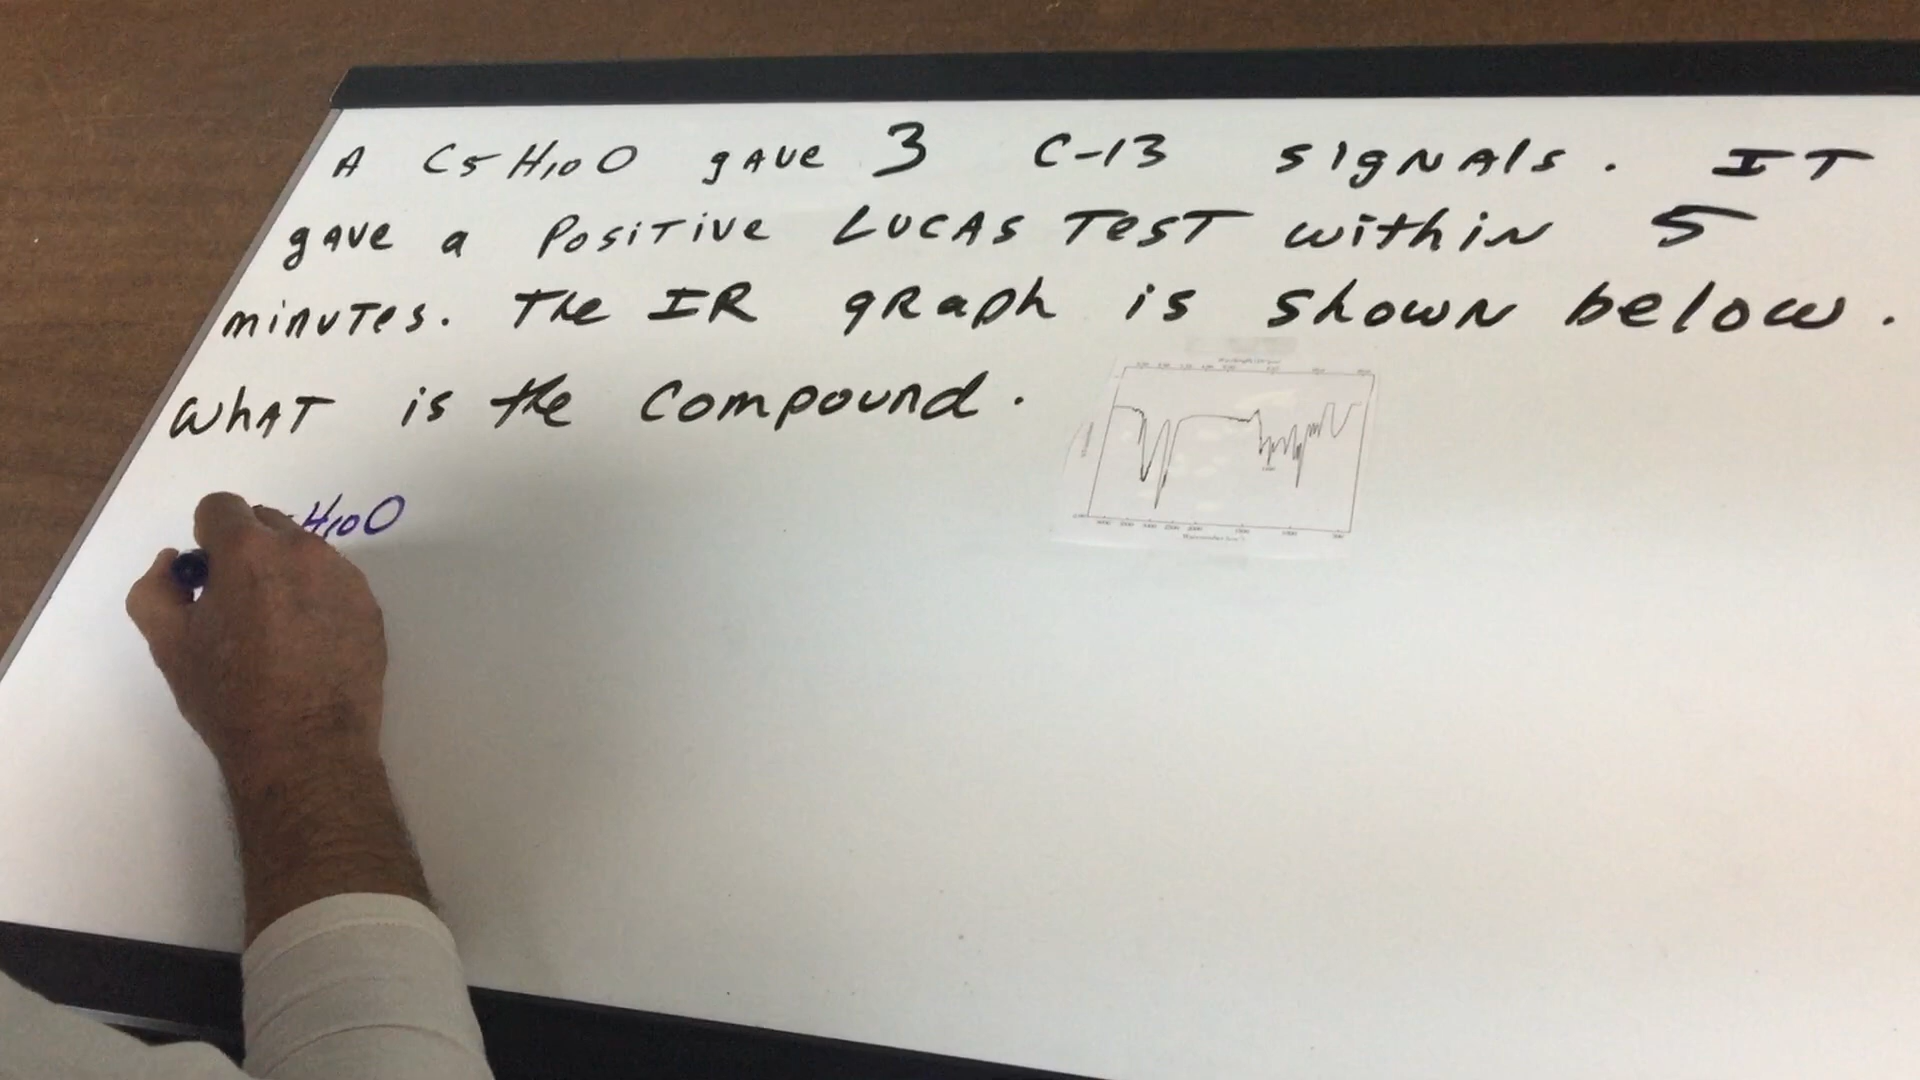 A C5H10O gave 3 C-13 signals. IT
gave a Positive LUCAS TEST within 5
minutes. The IR graph is shown below.
WhAT is the compound.
H10O